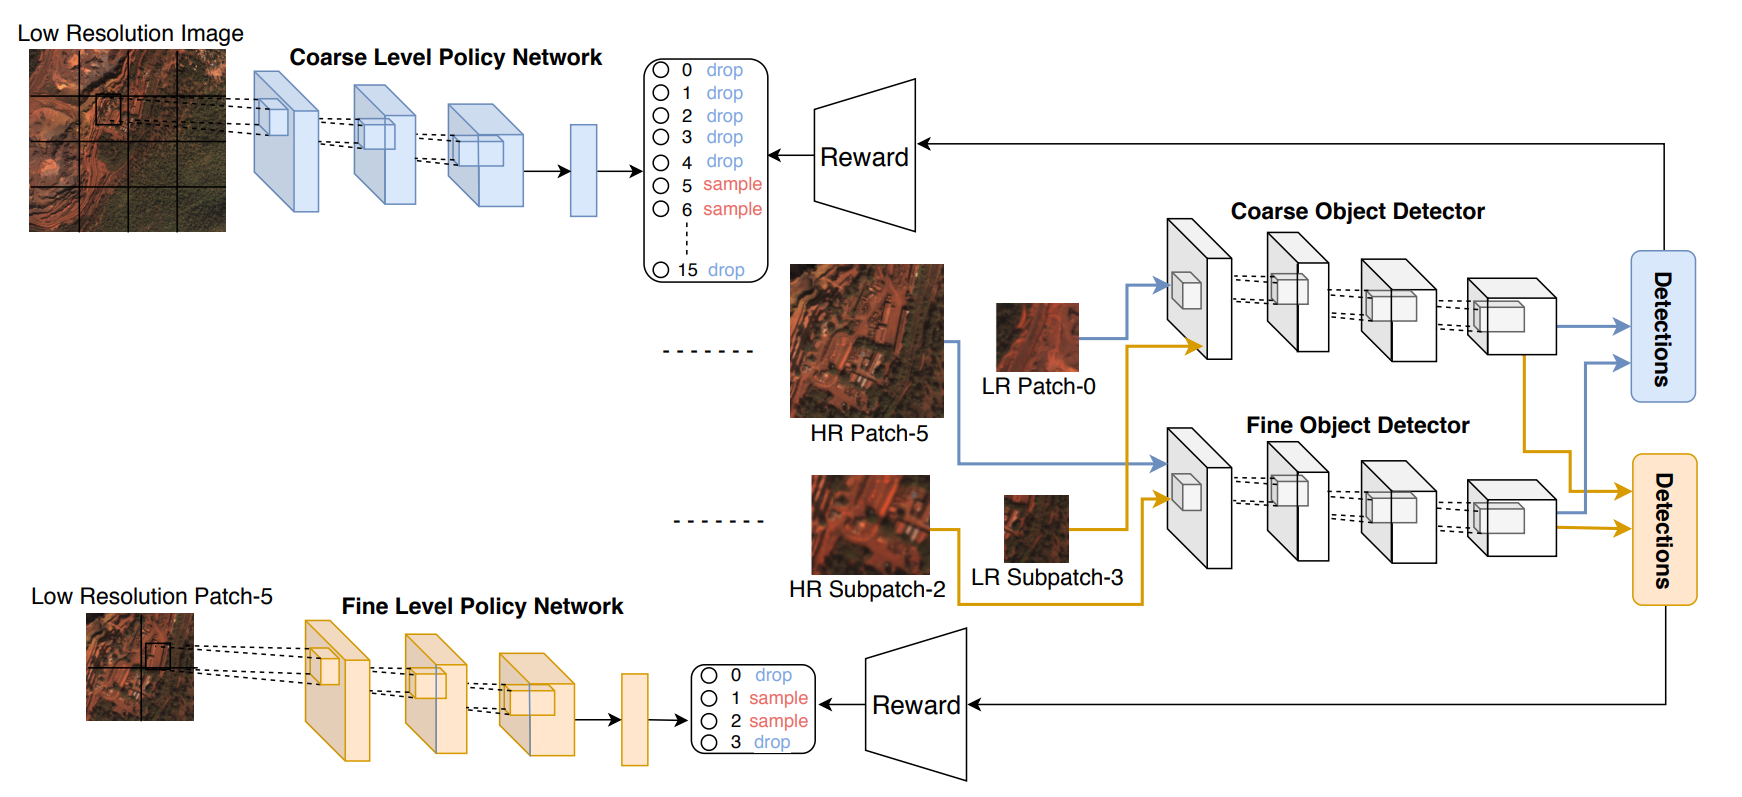 Low Resolution Image
Coarse Level Policy Network
0 drop
1 drop
2 drop
3 drop
4 drop
5 sample
6 sample
15 drop
Reward
Coarse Object Detector
Detections
LR Patch-0
HR Patch-5
Fine Object Detector
Detections
HR Subpatch-2
LR Subpatch-3
Low Resolution Patch-5
Fine Level Policy Network
0 drop
1 sample
2 sample
3 drop
Reward